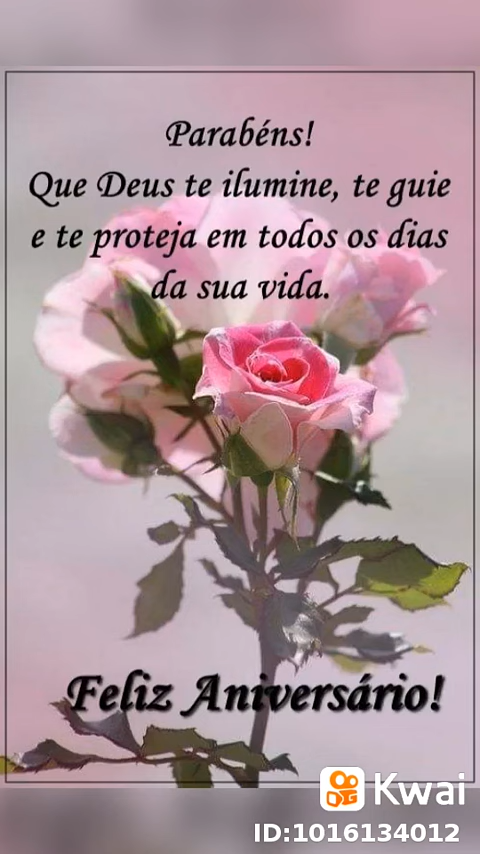 Parabéns!
Que Deus te ilumine, te guie
e te proteja em todos os dias
da sua vida.
Feliz Aniversário!
Kwai
ID:1016134012